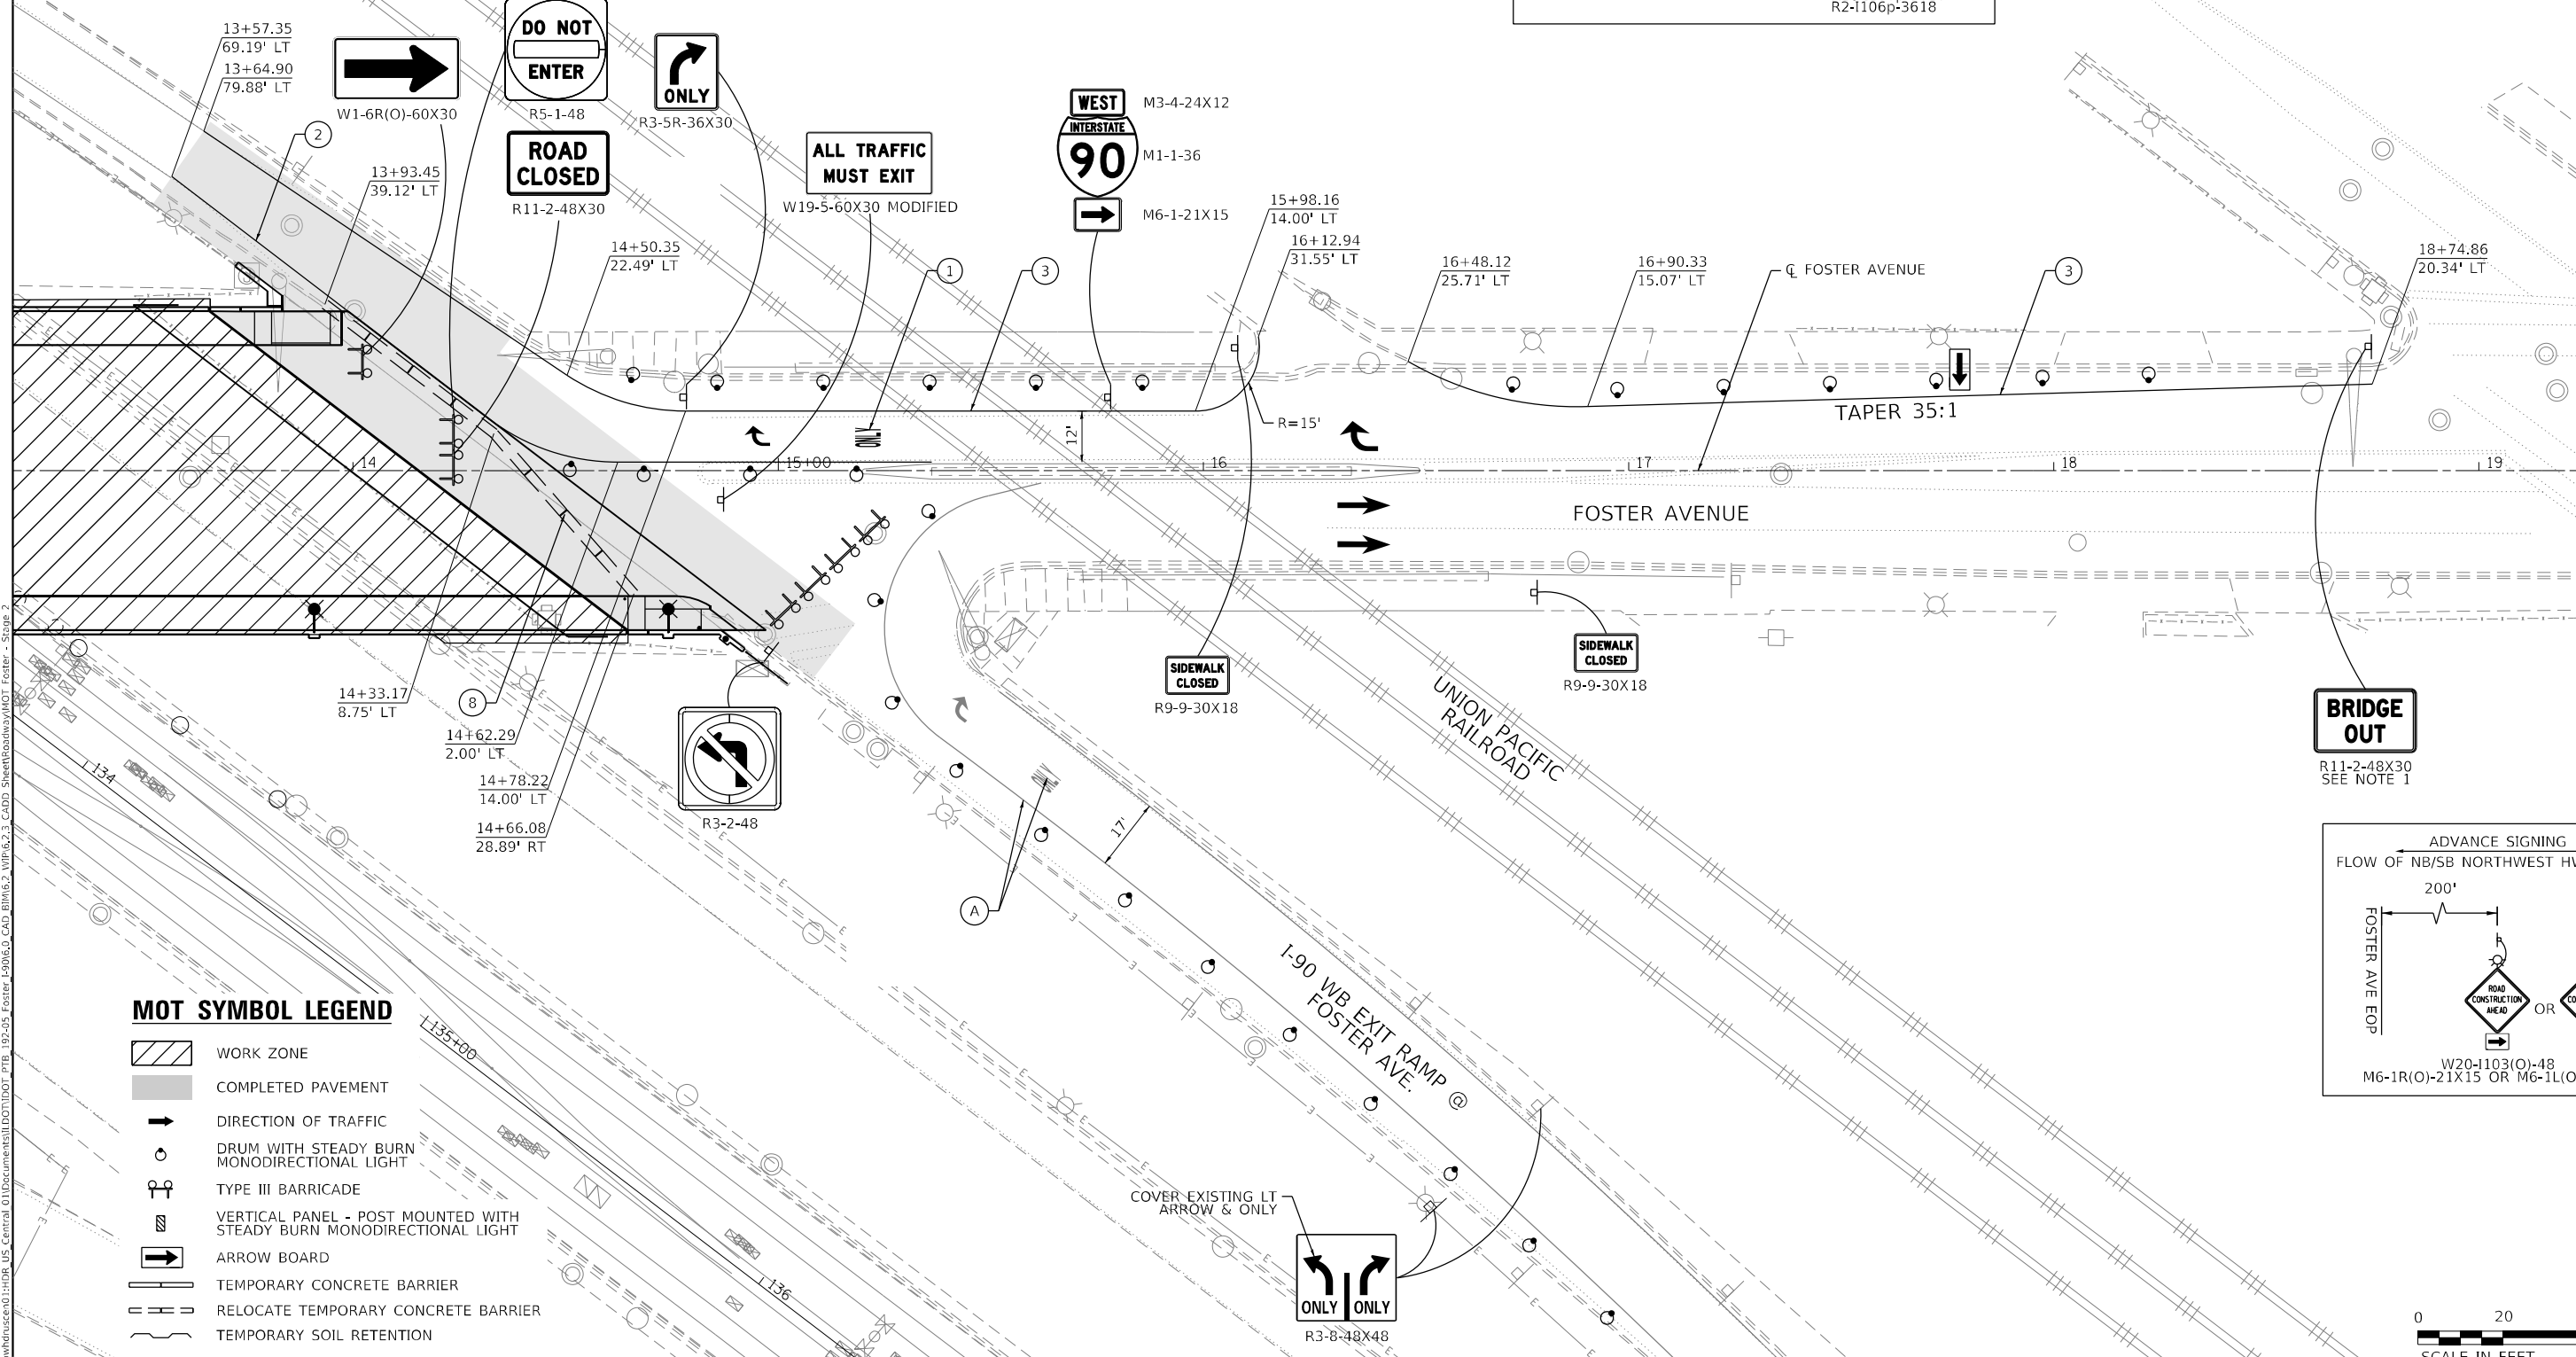 R2-I106p-3618
13+57.35
69.19' LT
13+64.90
79.88' LT
W1-6R(O)-60X30
DO NOT
ENTER
R5-1-48
ONLY
R3-5R-36X30
ROAD
CLOSED
R11-2-48X30
ALL TRAFFIC
MUST EXIT
W19-5-60X30 MODIFIED
WEST
M3-4-24X12
INTERSTATE
90
M1-1-36
M6-1-21X15
2
13+93.45
39.12' LT
14+50.35
22.49' LT
1
3
15+98.16
14.00' LT
16+12.94
31.55' LT
16+48.12
25.71' LT
16+90.33
15.07' LT
℄ FOSTER AVENUE
3
18+74.86
20.34' LT
TAPER 35:1
R=15'
12'
ONLY
14
15+00
16
17
18
19
FOSTER AVENUE
SIDEWALK
CLOSED
R9-9-30X18
SIDEWALK
CLOSED
R9-9-30X18
BRIDGE
OUT
R11-2-48X30
SEE NOTE 1
14+33.17
8.75' LT
8
14+62.29
2.00' LT
14+78.22
14.00' LT
14+66.08
28.89' RT
R3-2-48
UNION PACIFIC
RAILROAD
17'
A
I-90 WB EXIT RAMP @
FOSTER AVE.
134
135+00
136
ADVANCE SIGNING
FLOW OF NB/SB NORTHWEST
200'
FOSTER AVE EOP
ROAD
CONSTRUCTION
AHEAD
OR
W20-I103(O)-48
M6-1R(O)-21X15 OR M6-1L(O
MOT SYMBOL LEGEND
WORK ZONE
COMPLETED PAVEMENT
DIRECTION OF TRAFFIC
DRUM WITH STEADY BURN
MONODIRECTIONAL LIGHT
TYPE III BARRICADE
VERTICAL PANEL - POST MOUNTED WITH
STEADY BURN MONODIRECTIONAL LIGHT
ARROW BOARD
TEMPORARY CONCRETE BARRIER
RELOCATE TEMPORARY CONCRETE BARRIER
TEMPORARY SOIL RETENTION
COVER EXISTING LT
ARROW & ONLY
ONLY ONLY
R3-8-48X48
0 20
SCALE IN FEET